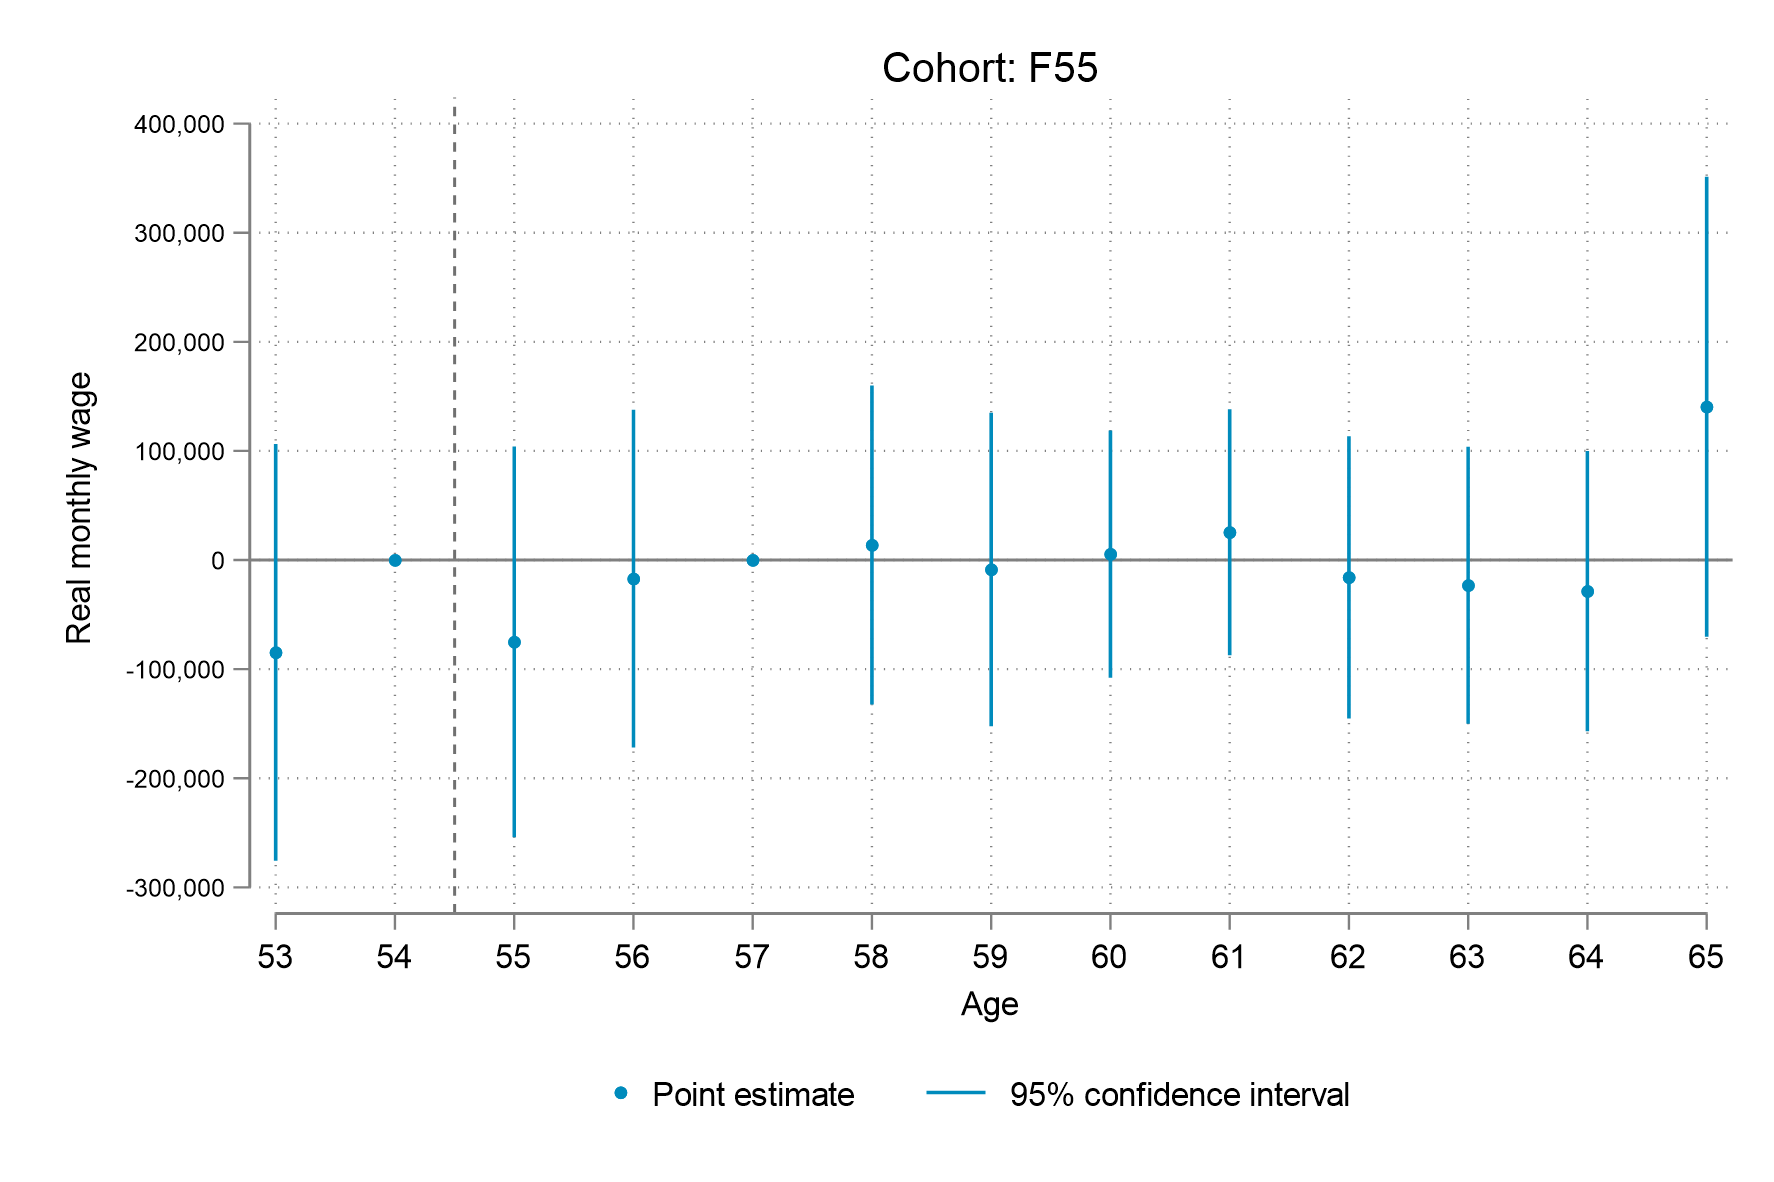 Cohort: F55
400,000
300,000
200,000
100,000
0
-100,000
-200,000
-300,000
Real monthly wage
53 54 55 56 57 58 59 60 61 62 63 64 65
Age
Point estimate 95% confidence interval